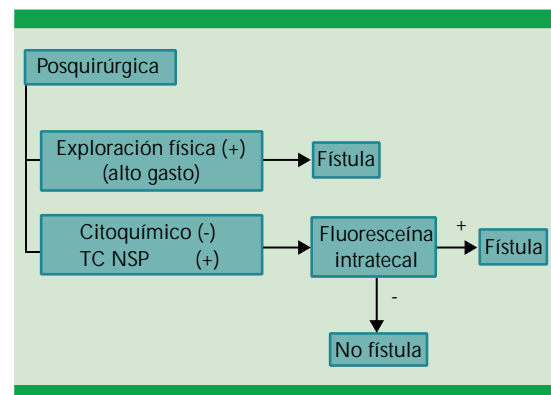 Posquirúrgica
Exploración física (+)
(alto gasto)
Fístula
Citoquímico (-)
TC NSP (+)
Fluoresceína
intratecal
+
Fístula
-
No fístula